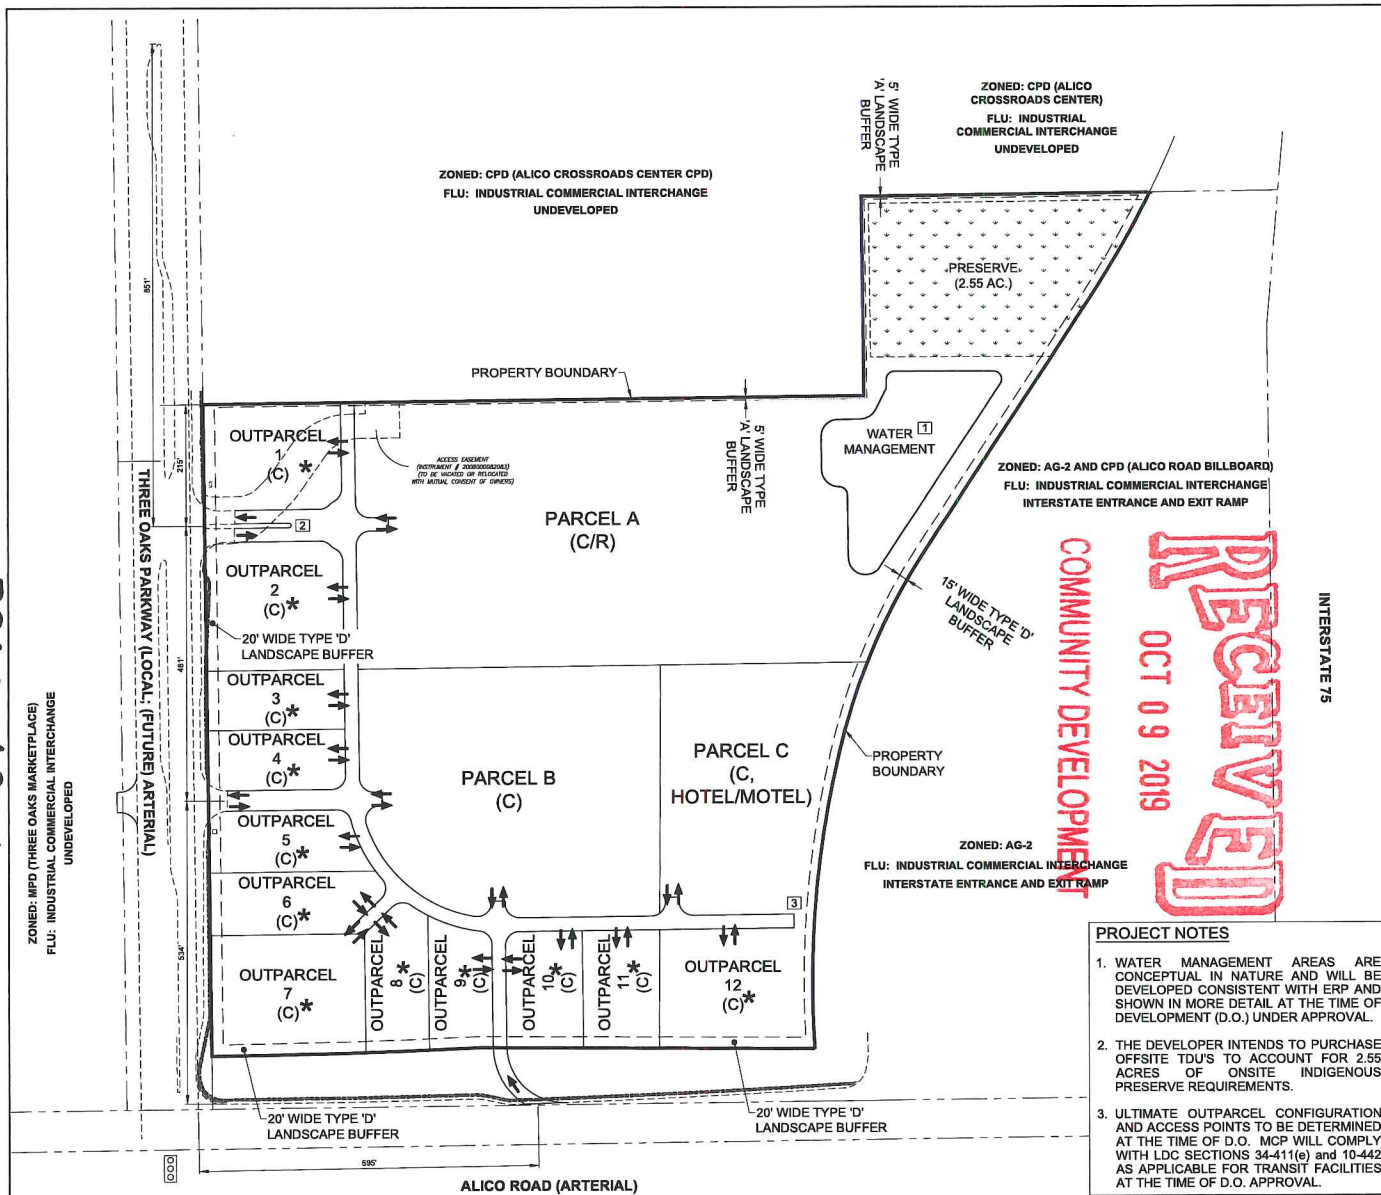 5' WIDE TYPE
'A' LANDSCAPE
BUFFER
ZONED: CPD (ALICO
CROSSROADS CENTER)
FLU: INDUSTRIAL
COMMERCIAL INTERCHANGE
UNDEVELOPED
ZONED: CPD (ALICO CROSSROADS CENTER CPD)
FLU: INDUSTRIAL COMMERCIAL INTERCHANGE
UNDEVELOPED
PRESERVE
(2.55 AC.)
651'
PROPERTY BOUNDARY
5' WIDE TYPE
'A' LANDSCAPE
BUFFER
WATER 1
MANAGEMENT
OUTPARCEL
1
(C)*
ACCESS EASEMENT
(INSTRUMENT # 2008000082083)
(TO BE VACATED OR RELOCATED
WITH MUTUAL CONSENT OF OWNERS)
215'
2
PARCEL A
(C/R)
ZONED: AG-2 AND CPD (ALICO ROAD BILLBOARD)
FLU: INDUSTRIAL COMMERCIAL INTERCHANGE
INTERSTATE ENTRANCE AND EXIT RAMP
OUTPARCEL
2
(C)*
20' WIDE TYPE 'D'
LANDSCAPE BUFFER
15' WIDE TYPE 'D'
LANDSCAPE
BUFFER
RECEIVED
OCT 09 2019
COMMUNITY DEVELOPMENT
INTERSTATE 75
THREE OAKS PARKWAY (LOCAL; (FUTURE) ARTERIAL)
481'
OUTPARCEL
3
(C)*
OUTPARCEL
4
(C)*
PARCEL B
(C)
PARCEL C
(C,
HOTEL/MOTEL)
PROPERTY
BOUNDARY
ZONED: MPD (THREE OAKS MARKETPLACE)
FLU: INDUSTRIAL COMMERCIAL INTERCHANGE
UNDEVELOPED
OUTPARCEL
5
(C)*
OUTPARCEL
6
(C)*
ZONED: AG-2
FLU: INDUSTRIAL COMMERCIAL INTERCHANGE
INTERSTATE ENTRANCE AND EXIT RAMP
3
534'
OUTPARCEL
7
(C)*
OUTPARCEL
8*
(C)
OUTPARCEL
9*
(C)
OUTPARCEL
10*
(C)
OUTPARCEL
11*
(C)
OUTPARCEL
12
(C)*
20' WIDE TYPE 'D'
LANDSCAPE BUFFER
20' WIDE TYPE 'D'
LANDSCAPE BUFFER
595'
ALICO ROAD (ARTERIAL)
PROJECT NOTES
1. WATER MANAGEMENT AREAS ARE
CONCEPTUAL IN NATURE AND WILL BE
DEVELOPED CONSISTENT WITH ERP AND
SHOWN IN MORE DETAIL AT THE TIME OF
DEVELOPMENT (D.O.) UNDER APPROVAL.
2. THE DEVELOPER INTENDS TO PURCHASE
OFFSITE TDU'S TO ACCOUNT FOR 2.55
ACRES OF ONSITE INDIGENOUS
PRESERVE REQUIREMENTS.
3. ULTIMATE OUTPARCEL CONFIGURATION
AND ACCESS POINTS TO BE DETERMINED
AT THE TIME OF D.O. MCP WILL COMPLY
WITH LDC SECTIONS 34-411(e) and 10-442
AS APPLICABLE FOR TRANSIT FACILITIES
AT THE TIME OF D.O. APPROVAL.